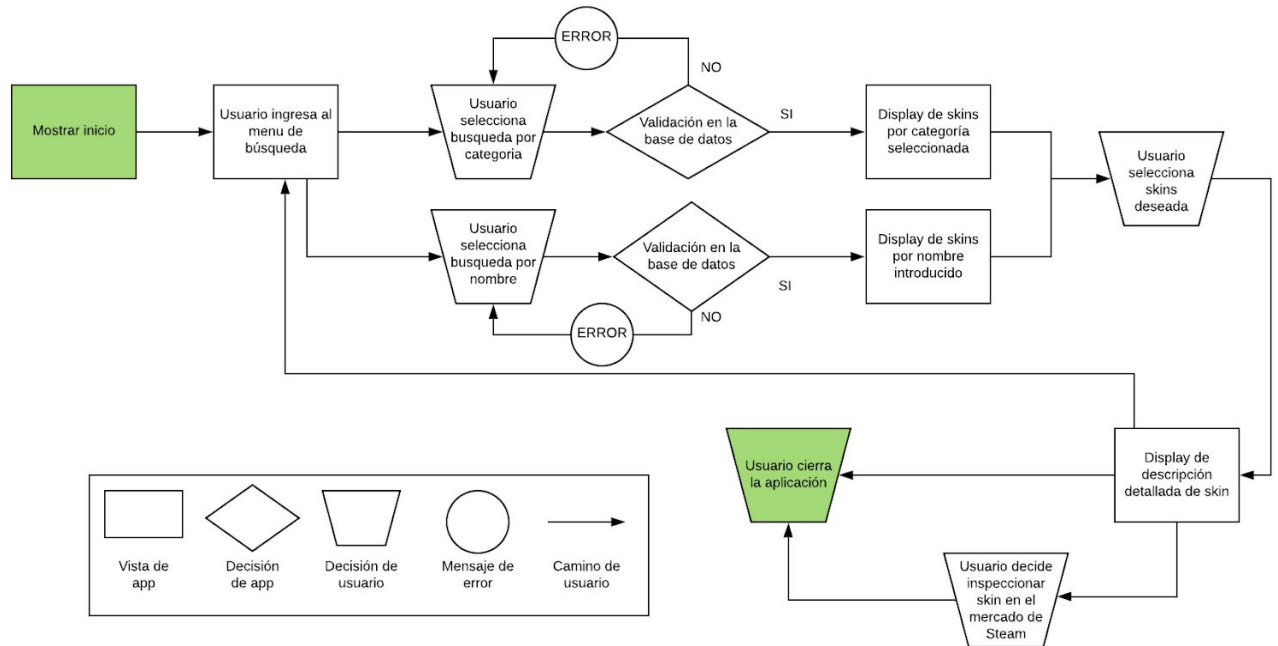 ERROR
NO
Mostrar inicio
Usuario ingresa al
menu de
búsqueda
Usuario
selecciona
busqueda por
categoria
Validación en la
base de datos
SI
Display de skins
por categoría
seleccionada
Usuario
selecciona
skins
deseada
Usuario
selecciona
busqueda por
nombre
Validación en la
base de datos
SI
Display de skins
por nombre
introducido
NO
ERROR
Usuario cierra
la aplicación
Display de
descripción
detallada de skin
Usuario decide
inspeccionar
skin en el
mercado de
Steam
Vista de
app
Decisión
de app
Decisión de
usuario
Mensaje de
error
Camino de
usuario